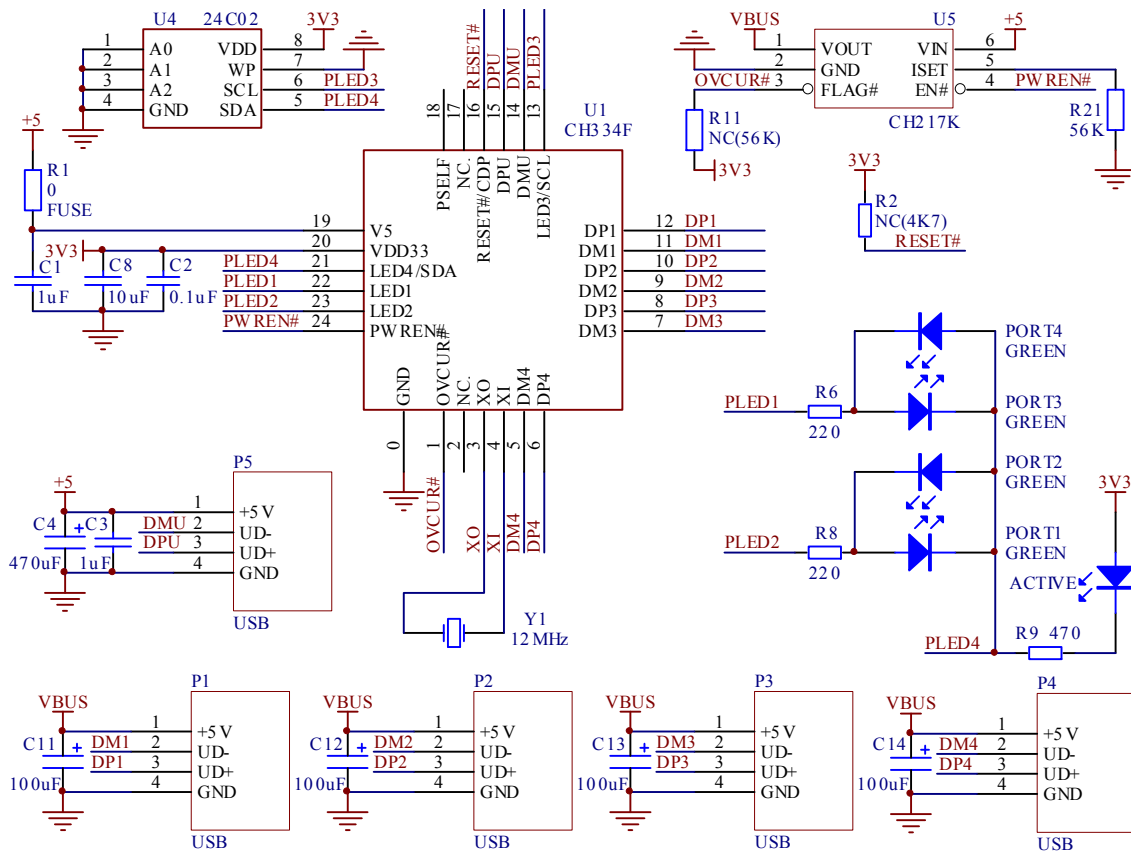 U4 24C02
1 A0 VDD 8 3V3
2 A1 WP 7
3 A2 SCL 6 PLED3
4 GND SDA 5 PLED4
+5
R1
0
FUSE
3V3
C1
1uF
C8
10uF
C2
0.1uF
RESET#
DPU
DMU
PLED3
18 17 16 15 14 13
U1
CH334F
PSELF
NC.
RESET#/CDP
DPU
DMU
LED3/SCL
19 V5
20 VDD33
PLED4 21 LED4/SDA
PLED1 22 LED1
PLED2 23 LED2
PWREN# 24 PWREN#
DP1 12 DP1
DM1 11 DM1
DP2 10 DP2
DM2 9 DM2
DP3 8 DP3
DM3 7 DM3
GND
OVCUR#
NC.
XO
XI
DM4
DP4
0 1 2 3 4 5 6
OVCUR#
XO
XI
DM4
DP4
Y1
12MHz
VBUS U5 +5
1 VOUT VIN 6
2 GND ISET 5
OVCUR# 3 FLAG# EN# 4 PWREN#
CH217K
R11
NC(56K)
3V3
R21
56K
3V3
R2
NC(4K7)
RESET#
PORT4
GREEN
PLED1 R6
220
PORT3
GREEN
PORT2
GREEN
PLED2 R8
220
PORT1
GREEN
3V3
ACTIVE
PLED4 R9 470
P5
+5
C4
470uF
C3
1uF
1 +5V
DMU 2 UD-
DPU 3 UD+
4 GND
USB
P1
VBUS
1 +5V
C11 DM1 2 UD-
DP1 3 UD+
100uF 4 GND
USB
P2
VBUS
1 +5V
C12 DM2 2 UD-
DP2 3 UD+
100uF 4 GND
USB
P3
VBUS
1 +5V
C13 DM3 2 UD-
DP3 3 UD+
100uF 4 GND
USB
P4
VBUS
1 +5V
C14 DM4 2 UD-
DP4 3 UD+
100uF 4 GND
USB